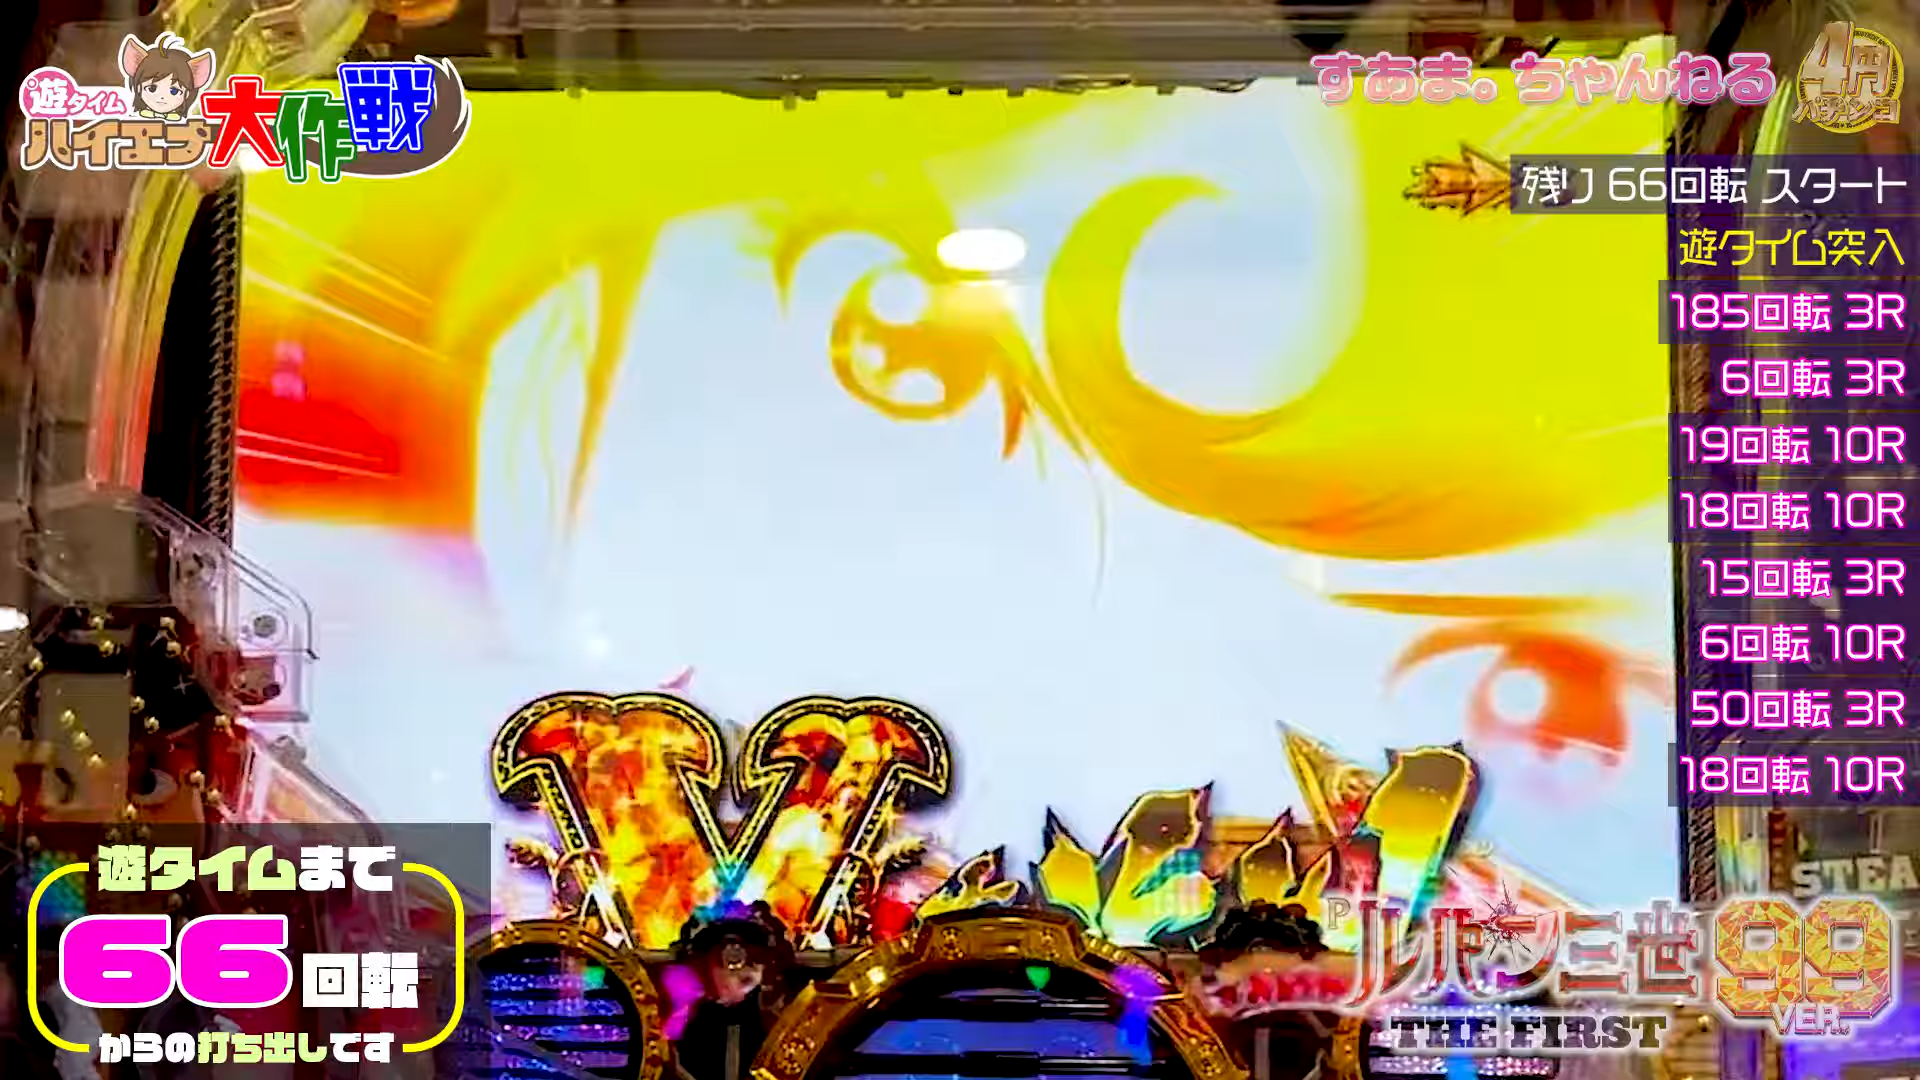 遊タイム
ハイエナ大作戦
すあま。ちゃんねる
4円
パチンコ
残り66回転 スタート
遊タイム突入
185回転 3R
6回転 3R
19回転 10R
18回転 10R
15回転 3R
6回転 10R
50回転 3R
18回転 10R
遊タイムまで
66回転
からの打ち出しです
STEA
P ルパン三世 99 VER.
THE FIRST